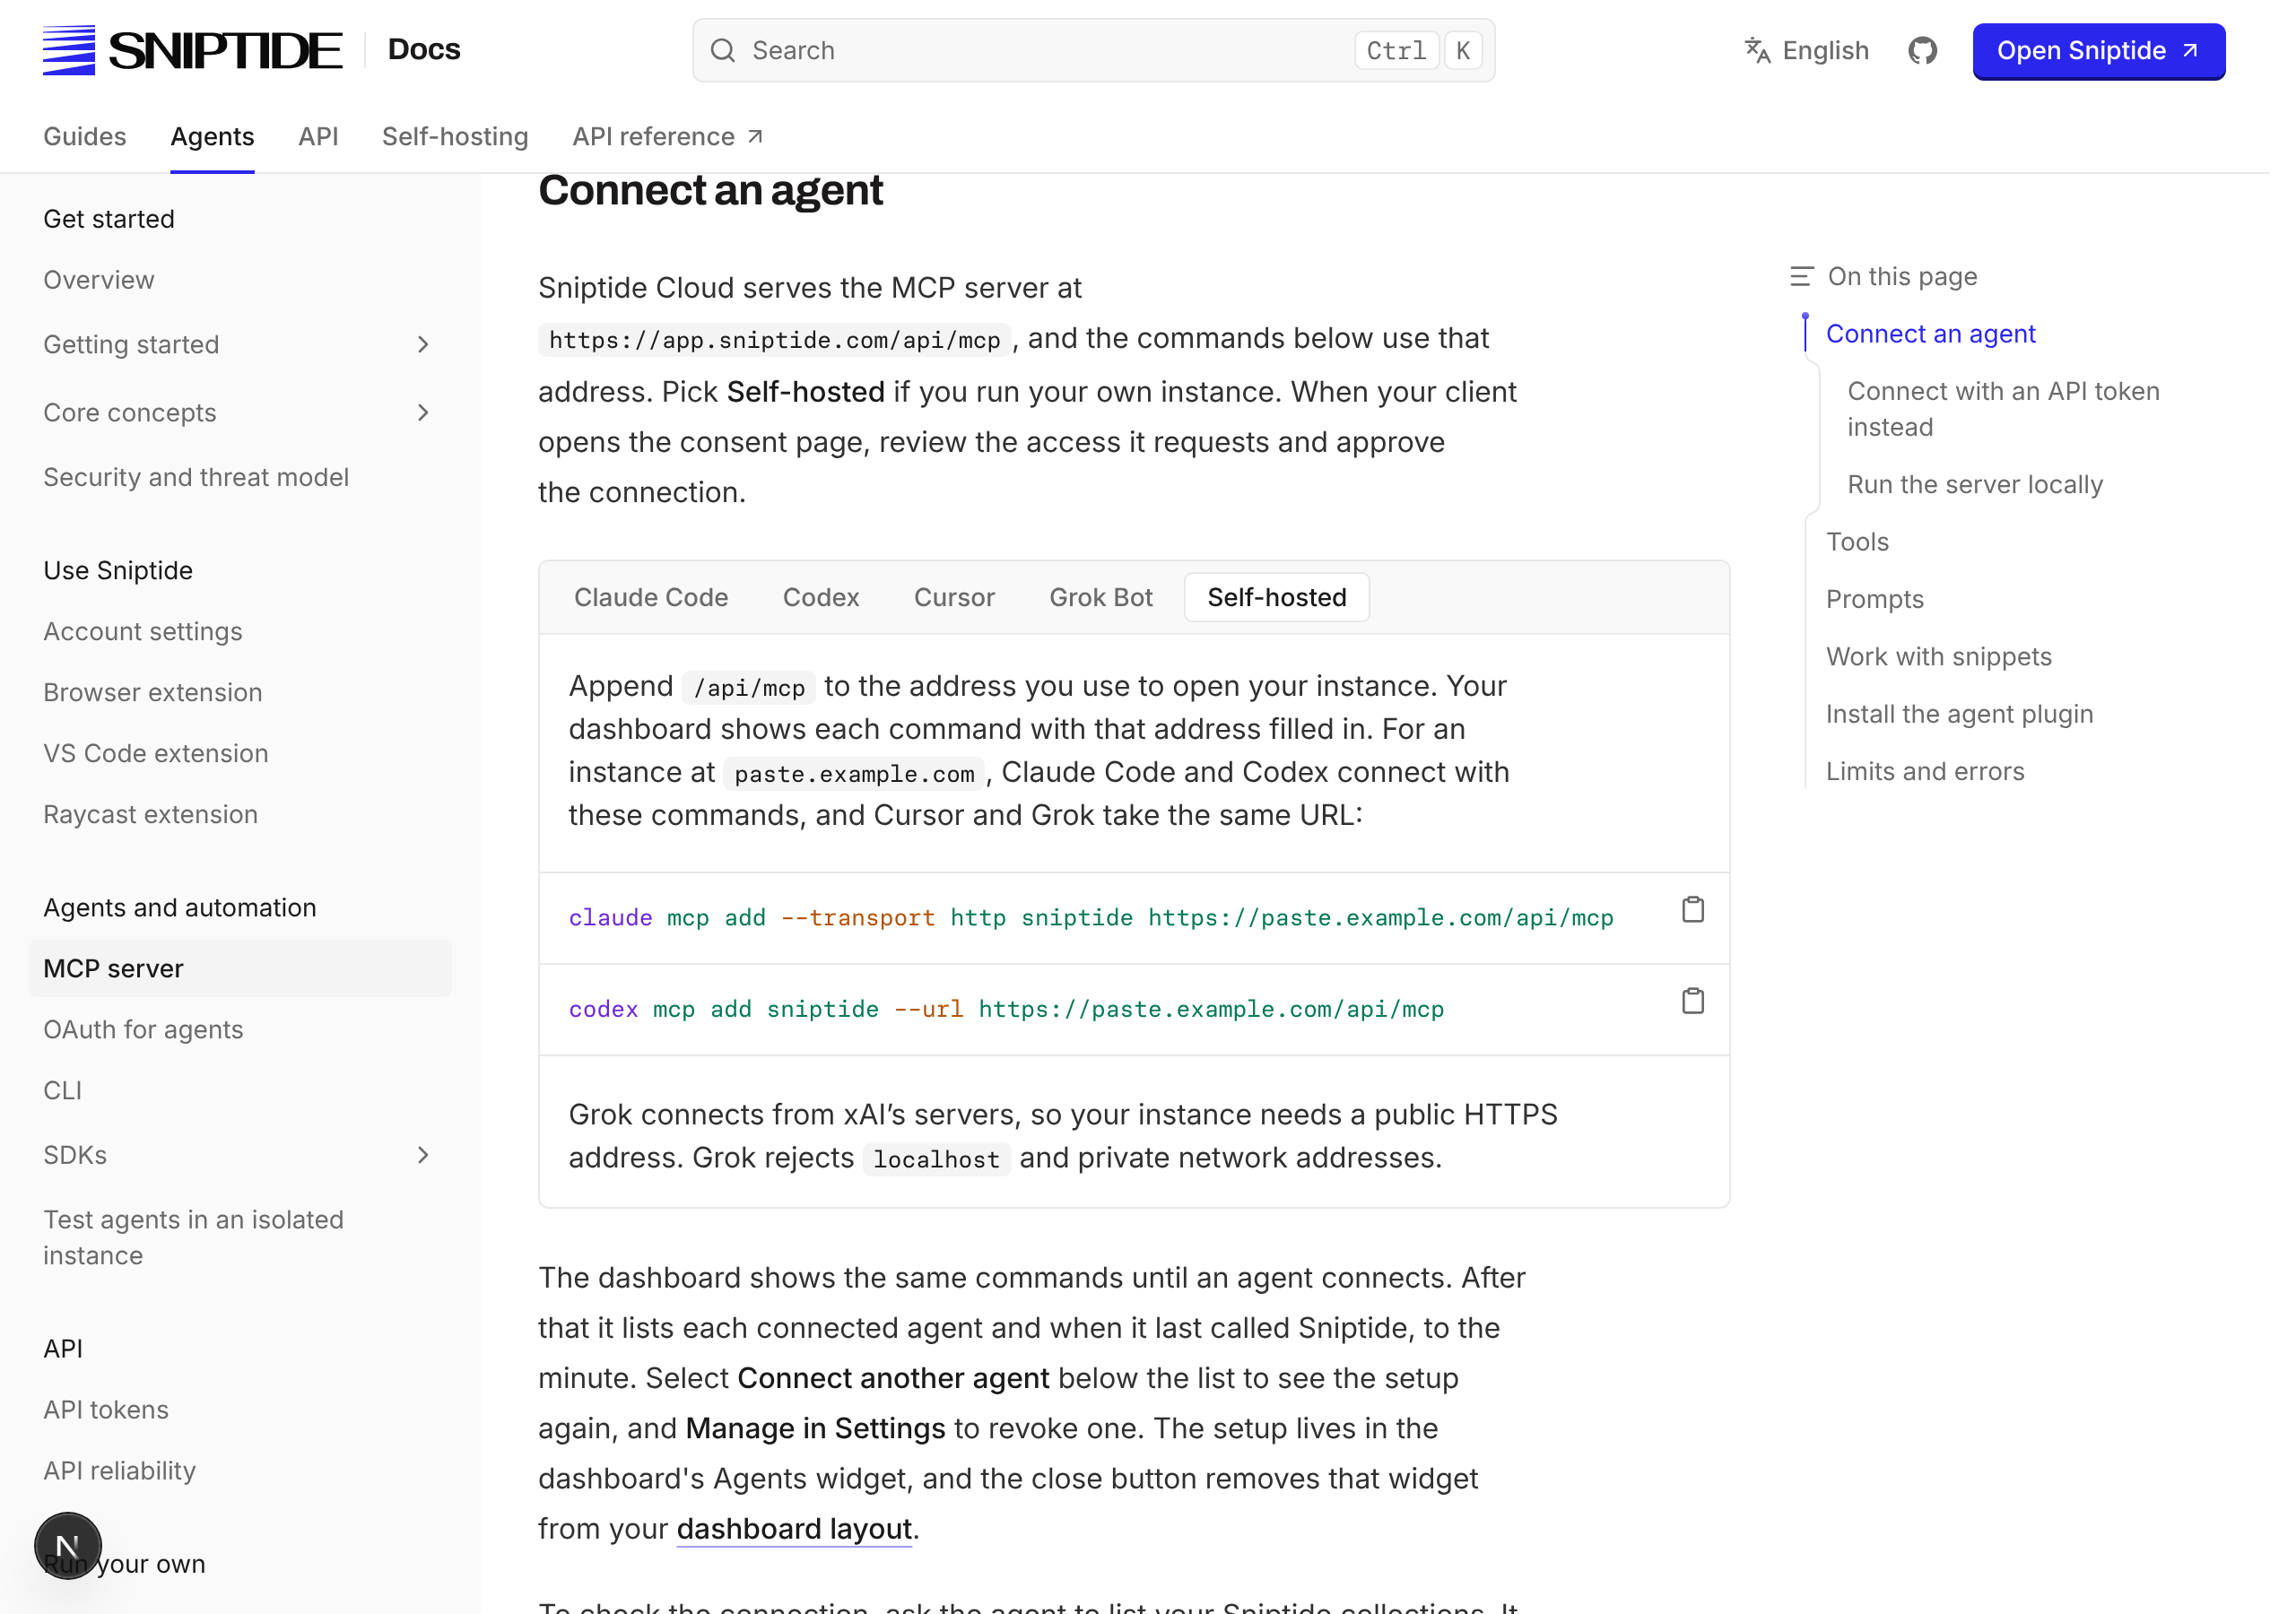 SNIPTIDE
Docs
Search
Ctrl K
English
Open Sniptide
Guides
Agents
API
Self-hosting
API reference
Get started
Overview
Getting started
Core concepts
Security and threat model
Use Sniptide
Account settings
Browser extension
VS Code extension
Raycast extension
Agents and automation
MCP server
OAuth for agents
CLI
SDKs
Test agents in an isolated
instance
API
API tokens
API reliability
N
Run your own
Connect an agent
Sniptide Cloud serves the MCP server at
https://app.sniptide.com/api/mcp, and the commands below use that
address. Pick Self-hosted if you run your own instance. When your client
opens the consent page, review the access it requests and approve
the connection.
Claude Code
Codex
Cursor
Grok Bot
Self-hosted
Append /api/mcp to the address you use to open your instance. Your
dashboard shows each command with that address filled in. For an
instance at paste.example.com, Claude Code and Codex connect with
these commands, and Cursor and Grok take the same URL:
claude mcp add --transport http sniptide https://paste.example.com/api/mcp
codex mcp add sniptide --url https://paste.example.com/api/mcp
Grok connects from xAI’s servers, so your instance needs a public HTTPS
address. Grok rejects localhost and private network addresses.
The dashboard shows the same commands until an agent connects. After
that it lists each connected agent and when it last called Sniptide, to the
minute. Select Connect another agent below the list to see the setup
again, and Manage in Settings to revoke one. The setup lives in the
dashboard's Agents widget, and the close button removes that widget
from your dashboard layout.
To check the connection, ask the agent to list your Sniptide collections. It
On this page
Connect an agent
Connect with an API token
instead
Run the server locally
Tools
Prompts
Work with snippets
Install the agent plugin
Limits and errors